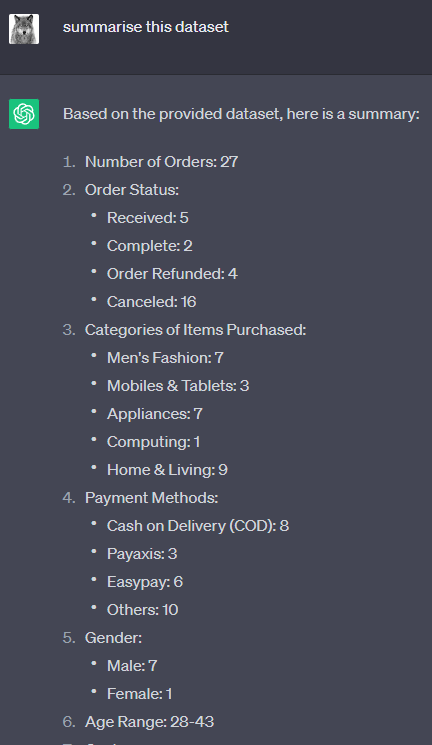 summarise this dataset
Based on the provided dataset, here is a summary:
1. Number of Orders: 27
2. Order Status:
• Received: 5
• Complete: 2
• Order Refunded: 4
• Canceled: 16
3. Categories of Items Purchased:
• Men's Fashion: 7
• Mobiles & Tablets: 3
• Appliances: 7
• Computing: 1
• Home & Living: 9
4. Payment Methods:
• Cash on Delivery (COD): 8
• Payaxis: 3
• Easypay: 6
• Others: 10
5. Gender:
• Male: 7
• Female: 1
6. Age Range: 28-43